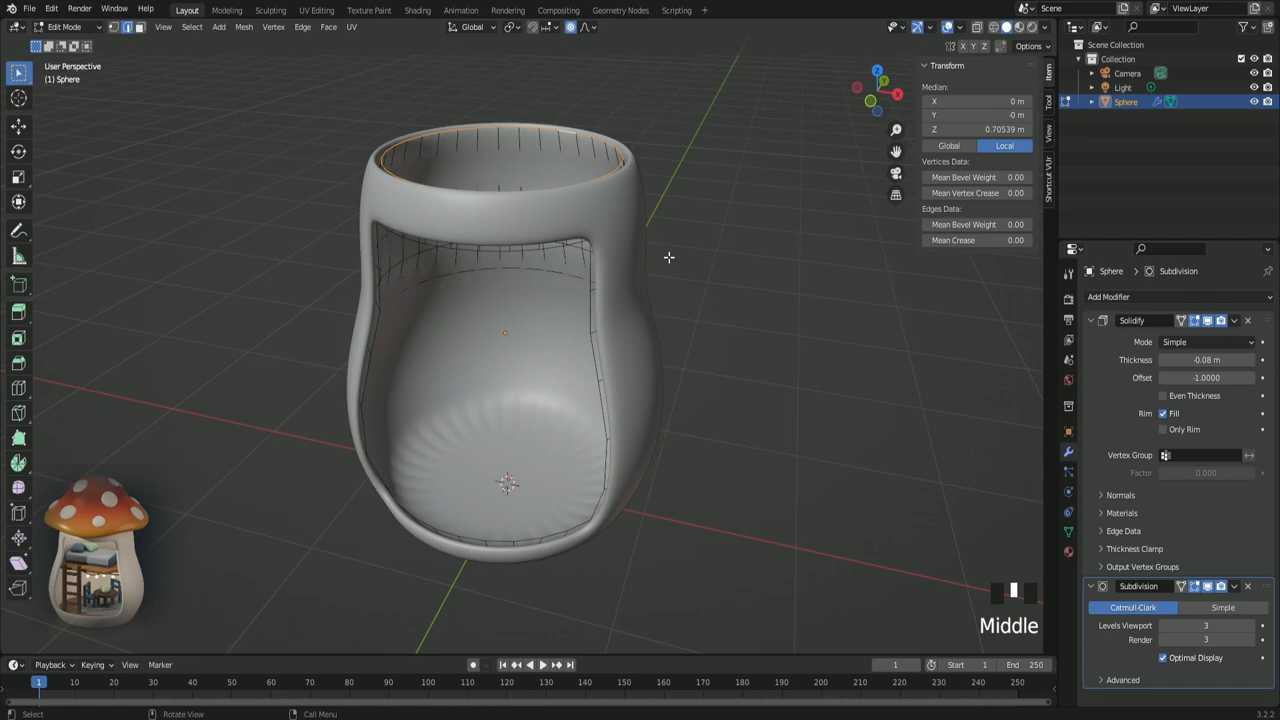 File Edit Render Window Help Layout Modeling Sculpting UV Editing Texture Paint Shading Animation Rendering Compositing Geometry Nodes Scripting Scene ViewLayer
Edit Mode View Select Add Mesh Vertex Edge Face UV Global
X Y Z Options
User Perspective
(1) Sphere
Z
Y
X
Transform
Median:
X 0 m
Y -0 m
Z 0.70539 m
Global Local
Vertices Data:
Mean Bevel Weight 0.00
Mean Vertex Crease 0.00
Edges Data:
Mean Bevel Weight 0.00
Mean Crease 0.00
Item
Tool
View
Shortcut VUr
Scene Collection
Collection
Camera
Light
Sphere
Sphere Subdivision
Add Modifier
Solidify
Mode Simple
Thickness -0.08 m
Offset -1.0000
Even Thickness
Rim Fill
Only Rim
Vertex Group
Factor 0.000
Normals
Materials
Edge Data
Thickness Clamp
Output Vertex Groups
Subdivision
Catmull-Clark Simple
Levels Viewport 3
Render 3
Optimal Display
Advanced
Middle
Playback Keying View Marker 1 Start 1 End 250
1 10 20 30 40 50 60 70 80 90 100 110 120 130 140 150 160 170 180 190 200 210 220 230 240 250
Select Rotate View Call Menu 3.2.2